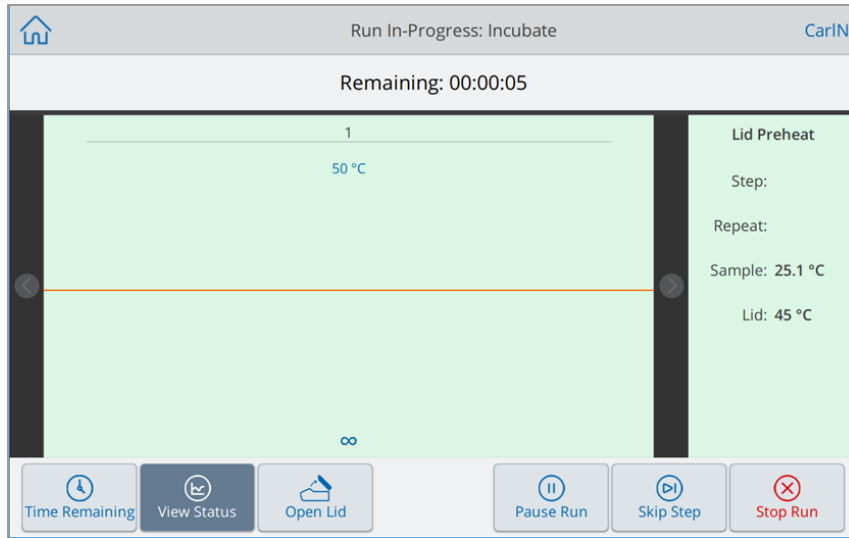 Run In-Progress: Incubate
CarlN
Remaining: 00:00:05
1
50 °C
∞
Lid Preheat
Step:
Repeat:
Sample: 25.1 °C
Lid: 45 °C
Time Remaining
View Status
Open Lid
Pause Run
Skip Step
Stop Run